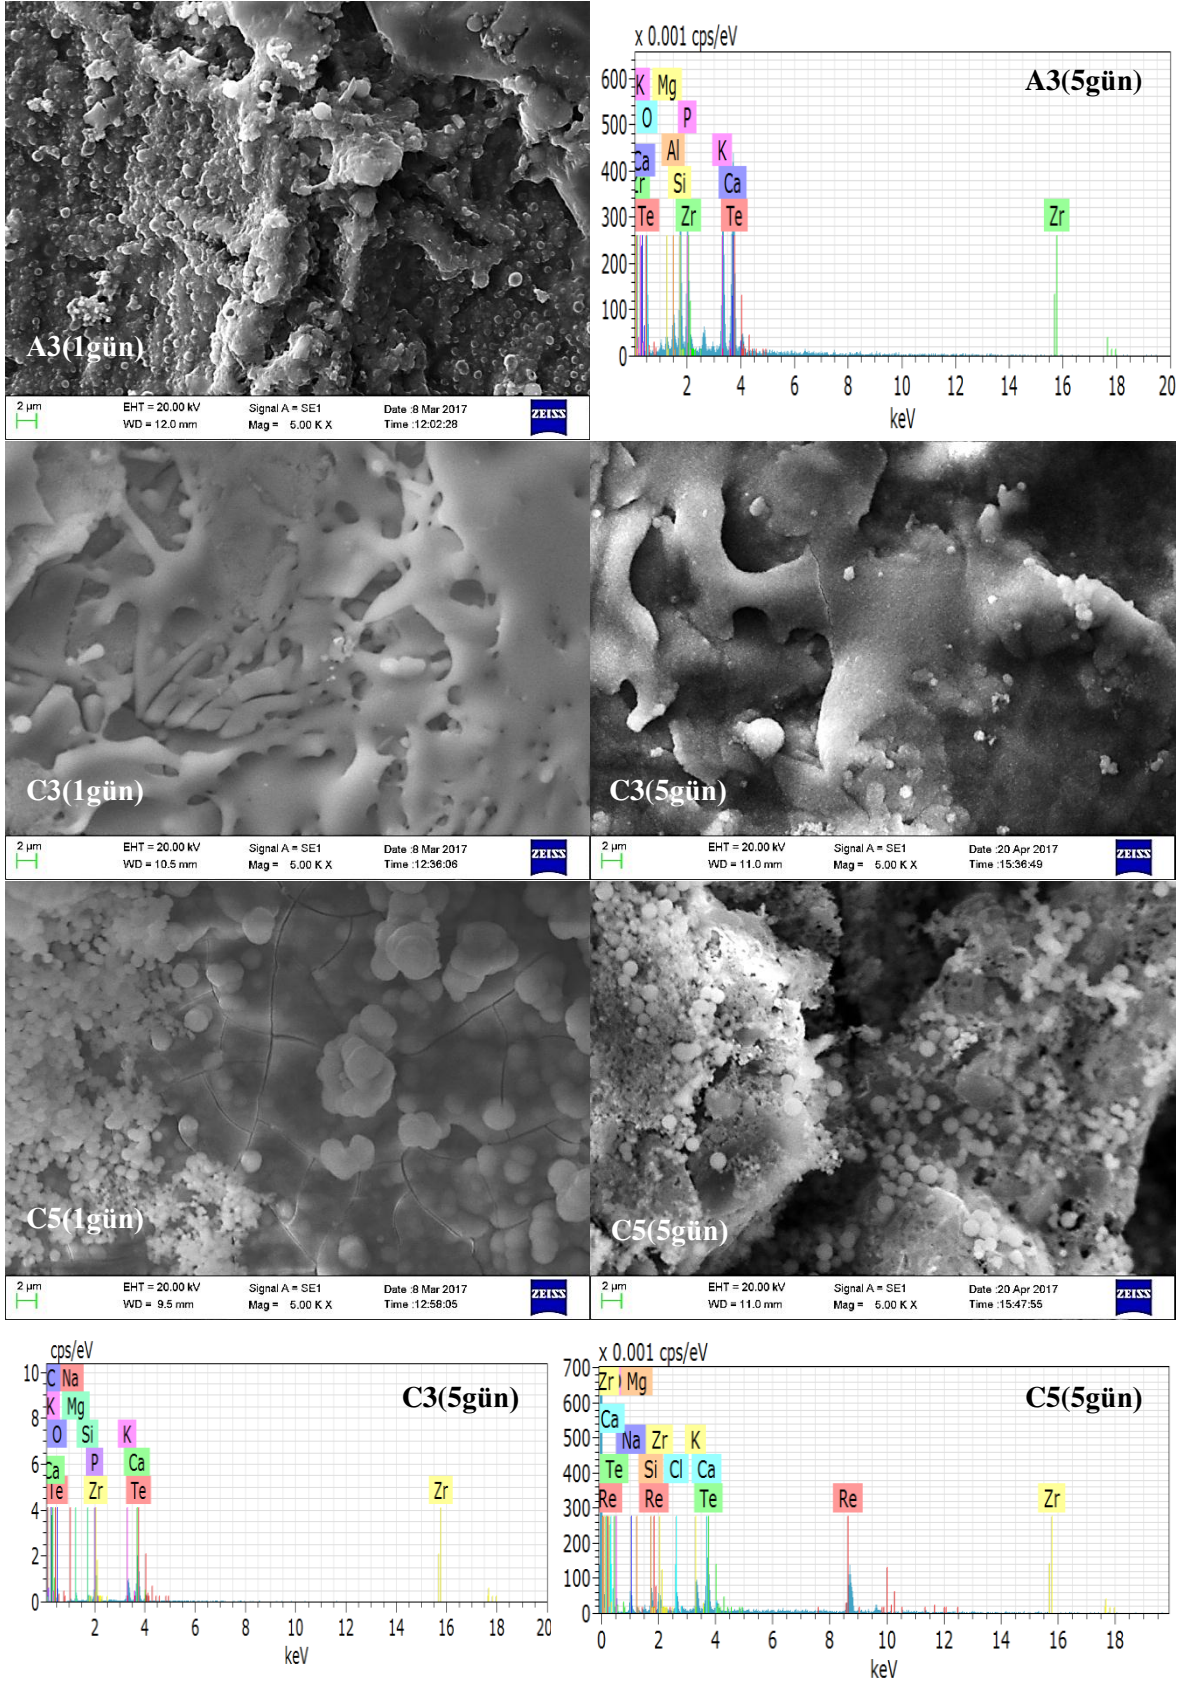 A3(1gün)
2 µm
EHT = 20.00 kV
Signal A = SE1
Date :8 Mar 2017
WD = 12.0 mm
Mag = 5.00 K X
Time :12:02:28
ZEISS
x 0.001 cps/eV
A3(5gün)
600
500
400
300
200
100
0
K Mg
O P
Al K
Ca Si Ca
Te Zr Te Zr
2 4 6 8 10 12 14 16 18 20
keV
C3(1gün)
2 µm
EHT = 20.00 kV
Signal A = SE1
Date :8 Mar 2017
WD = 10.5 mm
Mag = 5.00 K X
Time :12:36:06
ZEISS
C3(5gün)
2 µm
EHT = 20.00 kV
Signal A = SE1
Date :20 Apr 2017
WD = 11.0 mm
Mag = 5.00 K X
Time :15:36:49
ZEISS
C5(1gün)
2 µm
EHT = 20.00 kV
Signal A = SE1
Date :8 Mar 2017
WD = 9.5 mm
Mag = 5.00 K X
Time :12:58:05
ZEISS
C5(5gün)
2 µm
EHT = 20.00 kV
Signal A = SE1
Date :20 Apr 2017
WD = 11.0 mm
Mag = 5.00 K X
Time :15:47:55
ZEISS
cps/eV
C3(5gün)
10
8
6
4
2
0
C Na
K Mg
O Si K
Ca P Ca
Te Zr Te Zr
2 4 6 8 10 12 14 16 18 20
keV
x 0.001 cps/eV
C5(5gün)
700
600
500
400
300
200
100
0
Zr Mg
Ca
Na Zr K
Te Si Cl Ca
Re Re Te Re Zr
0 2 4 6 8 10 12 14 16 18
keV